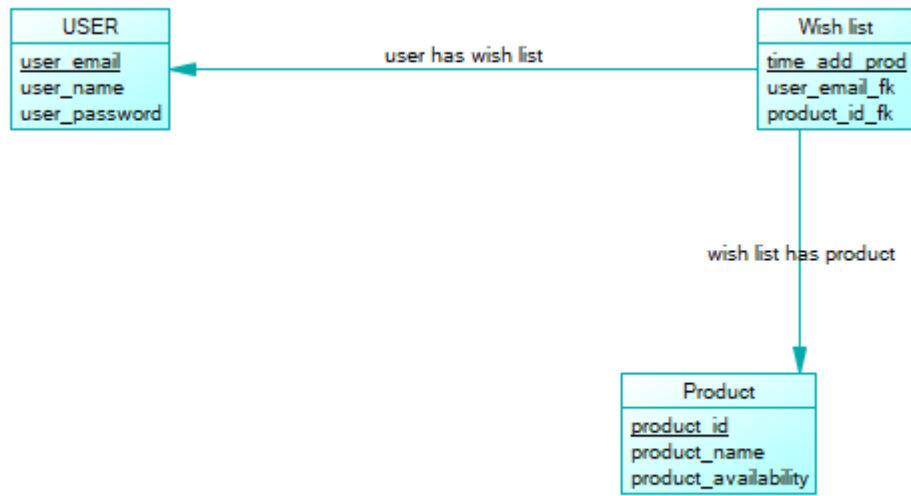 USER
user_email
user_name
user_password
user has wish list
Wish list
time_add_prod
user_email_fk
product_id_fk
wish list has product
Product
product_id
product_name
product_availability